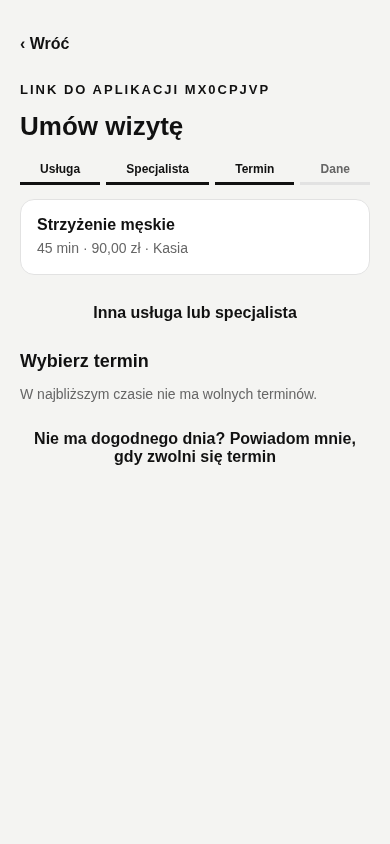 ‹ Wróć
LINK DO APLIKACJI MX0CPJVP
Umów wizytę
Usługa Specjalista Termin Dane
Strzyżenie męskie
45 min · 90,00 zł · Kasia
Inna usługa lub specjalista
Wybierz termin
W najbliższym czasie nie ma wolnych terminów.
Nie ma dogodnego dnia? Powiadom mnie,
gdy zwolni się termin